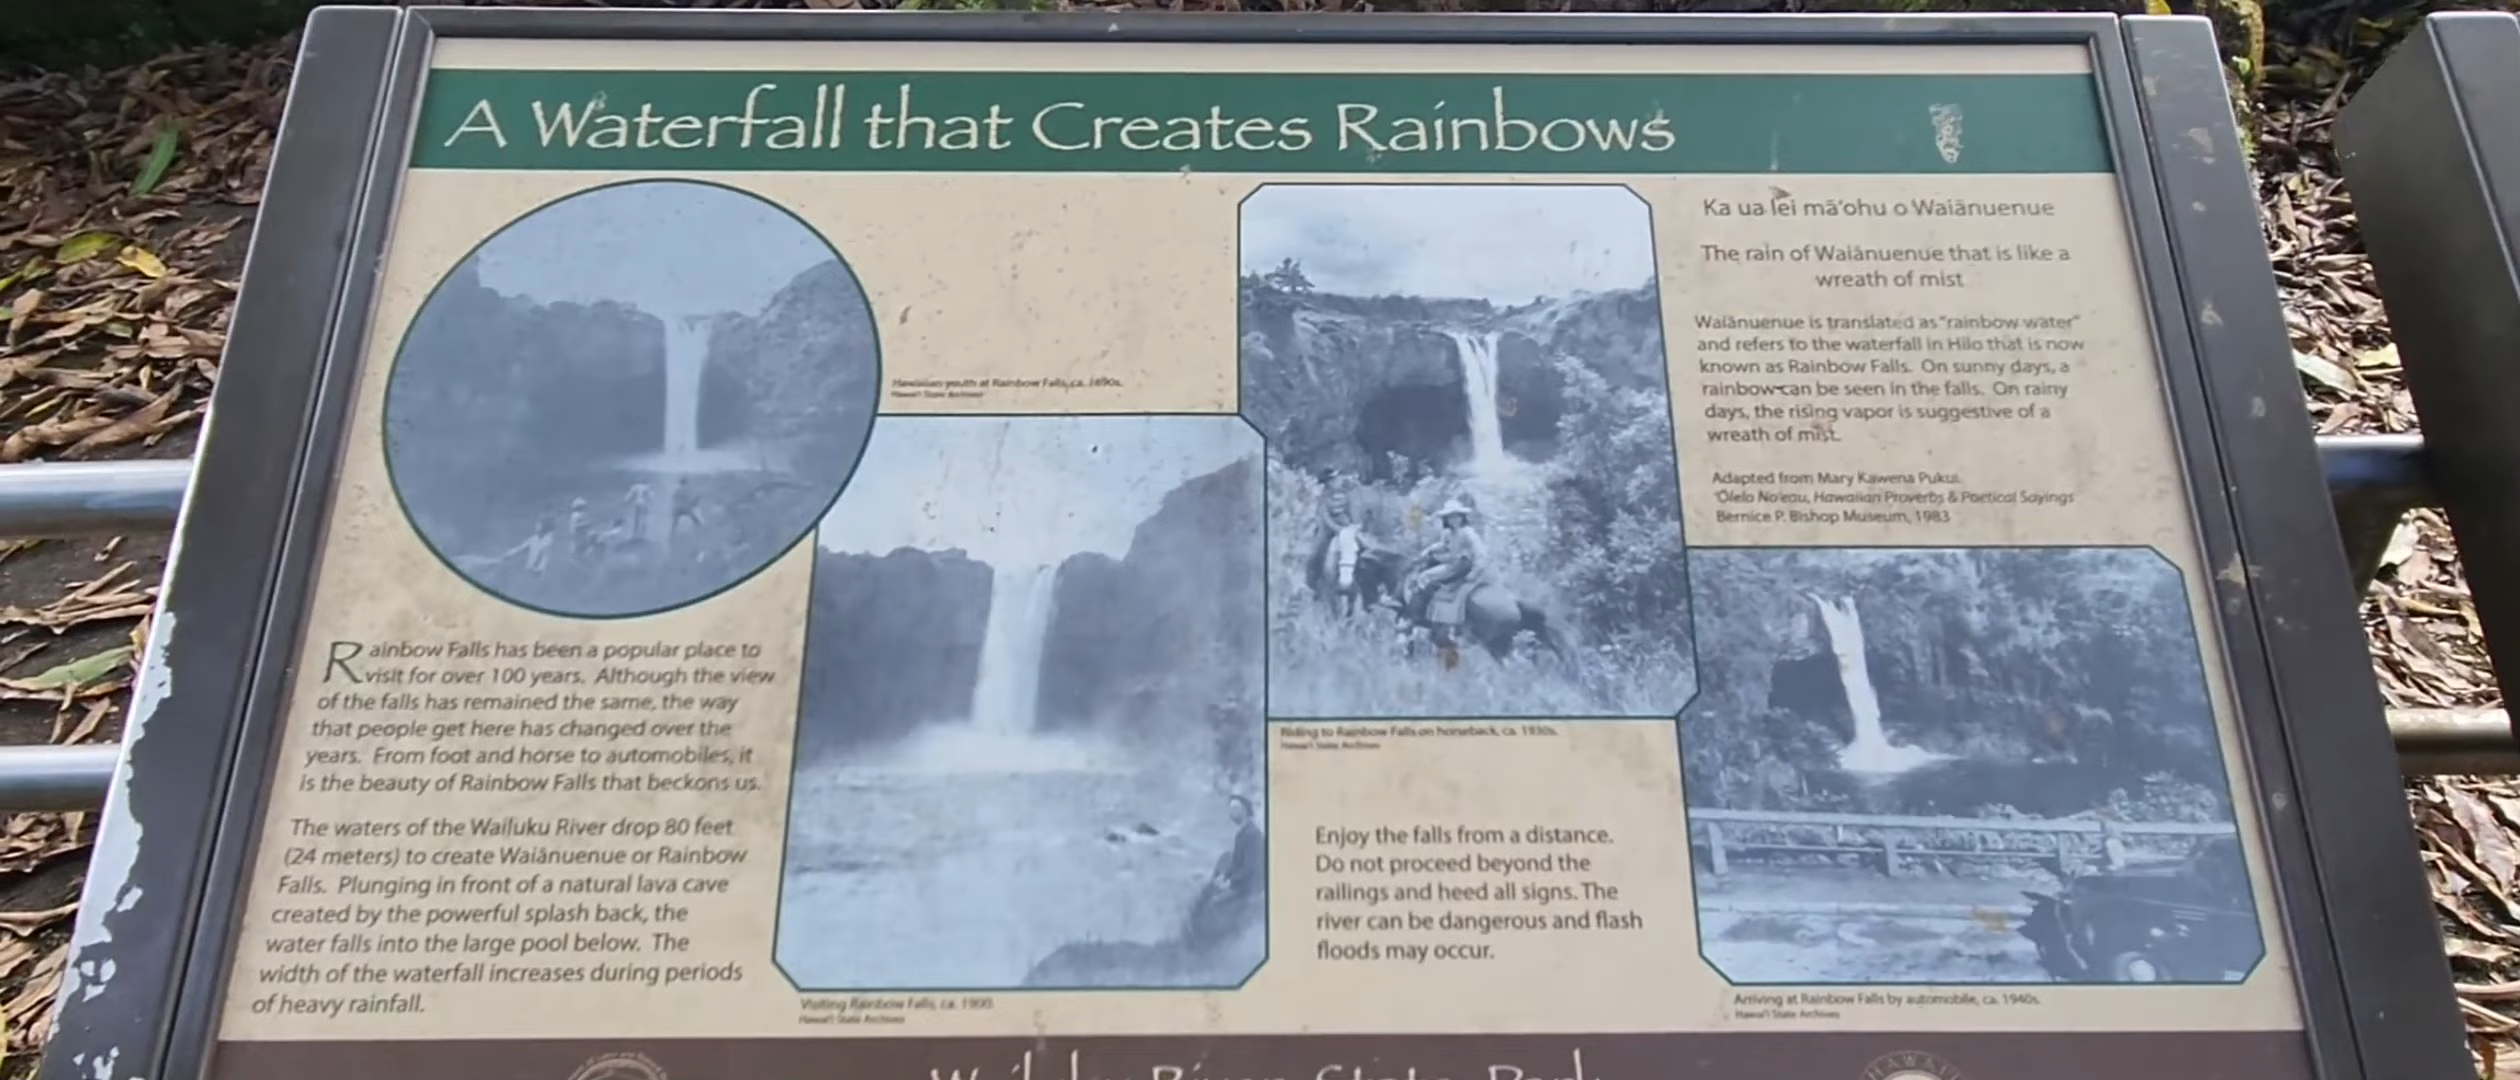 A Waterfall that Creates Rainbows
Hawaiian youth at Rainbow Falls, ca. 1890s.
Hawai'i State Archives
Ka ua lei mā'ohu o Waiānuenue
The rain of Waiānuenue that is like a
wreath of mist
Waiānuenue is translated as "rainbow water"
and refers to the waterfall in Hilo that is now
known as Rainbow Falls. On sunny days, a
rainbow can be seen in the falls. On rainy
days, the rising vapor is suggestive of a
wreath of mist.
Adapted from Mary Kawena Pukui.
'Ōlelo No'eau, Hawaiian Proverbs & Poetical Sayings
Bernice P. Bishop Museum, 1983
Rainbow Falls has been a popular place to
visit for over 100 years. Although the view
of the falls has remained the same, the way
that people get here has changed over the
years. From foot and horse to automobiles, it
is the beauty of Rainbow Falls that beckons us.
The waters of the Wailuku River drop 80 feet
(24 meters) to create Waiānuenue or Rainbow
Falls. Plunging in front of a natural lava cave
created by the powerful splash back, the
water falls into the large pool below. The
width of the waterfall increases during periods
of heavy rainfall.
Visiting Rainbow Falls, ca. 1900.
Hawai'i State Archives
Riding to Rainbow Falls on horseback, ca. 1930s.
Hawai'i State Archives
Enjoy the falls from a distance.
Do not proceed beyond the
railings and heed all signs. The
river can be dangerous and flash
floods may occur.
Arriving at Rainbow Falls by automobile, ca. 1940s.
Hawai'i State Archives
Wailuku River State Park
HAWAI'I